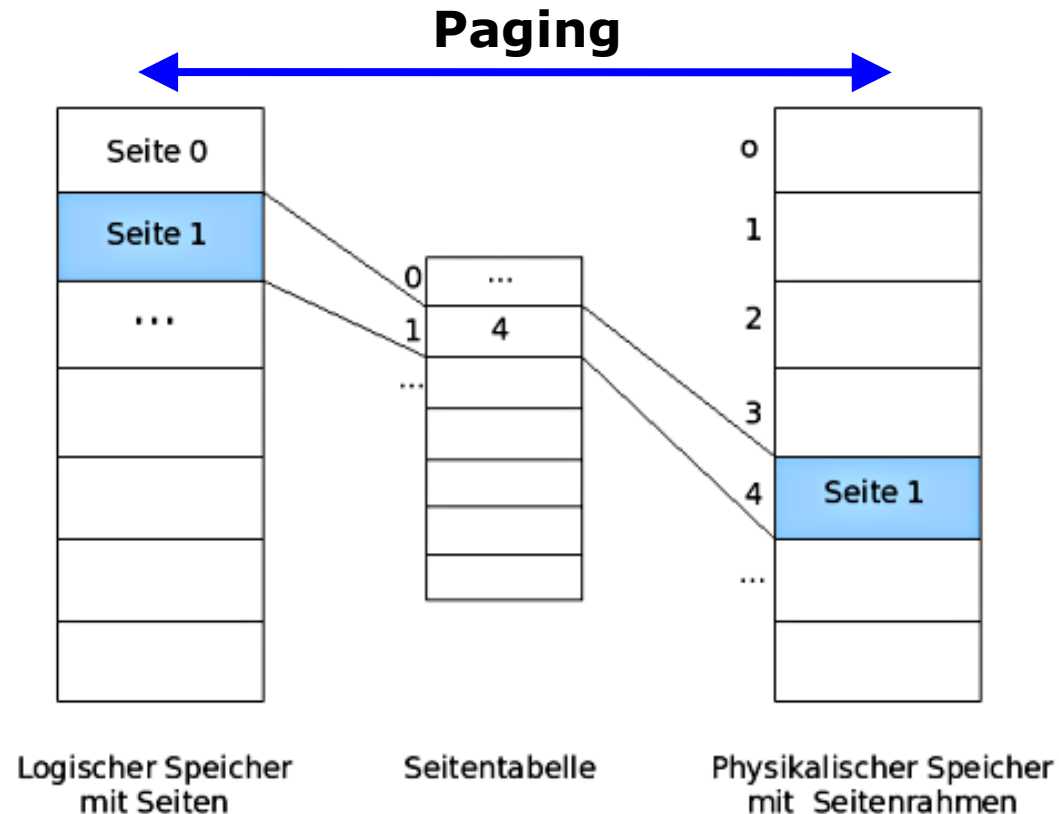 Paging
Seite 0
Seite 1
...
0
1
...
...
4
o
1
2
3
4
...
Seite 1
Logischer Speicher
mit Seiten
Seitentabelle
Physikalischer Speicher
mit Seitenrahmen